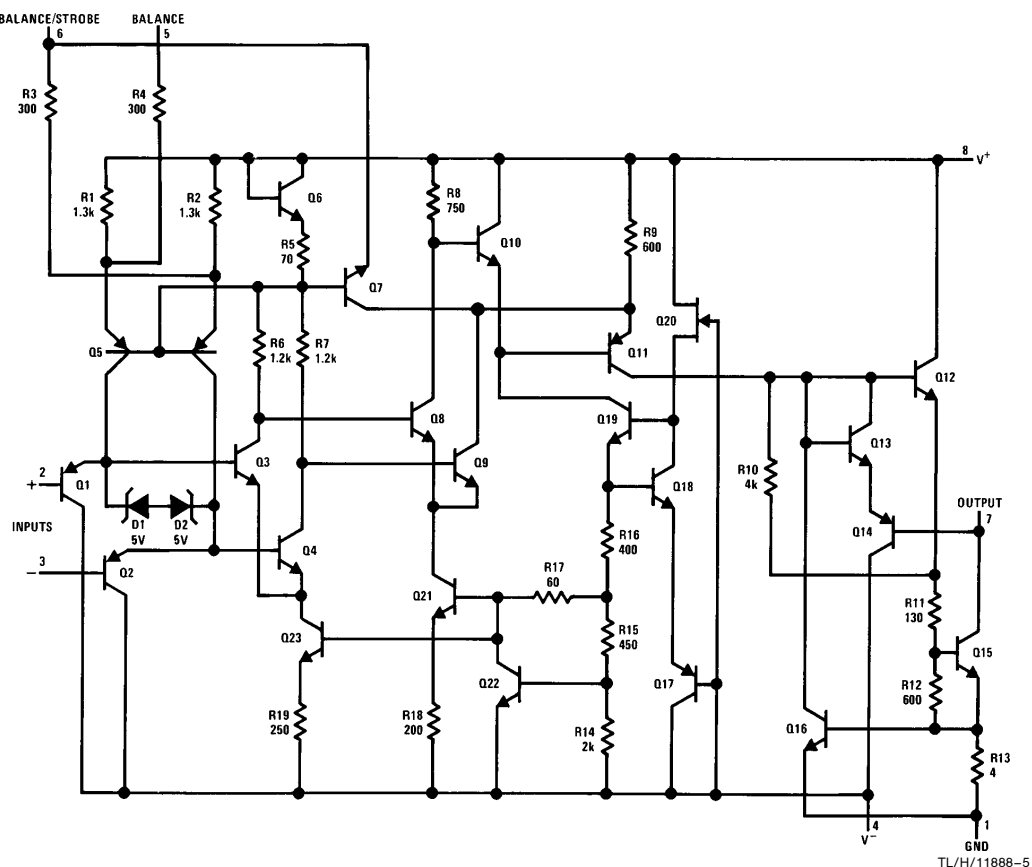 BALANCE/STROBE
6
BALANCE
5
R3
300
R4
300
8
V+
R1
1.3k
R2
1.3k
Q6
R8
750
Q10
R9
600
R5
70
Q7
Q20
Q5
R6
1.2k
R7
1.2k
Q11
Q12
Q8
Q19
Q3
Q9
Q13
R10
4k
Q18
2
+
Q1
D1
5V
D2
5V
OUTPUT
7
INPUTS
Q14
R16
400
3
−
Q2
Q4
R17
60
Q21
R11
130
Q23
R15
450
Q15
Q22
Q17
R12
600
R19
250
R18
200
R14
2k
Q16
R13
4
4
V−
1
GND
TL/H/11888–5